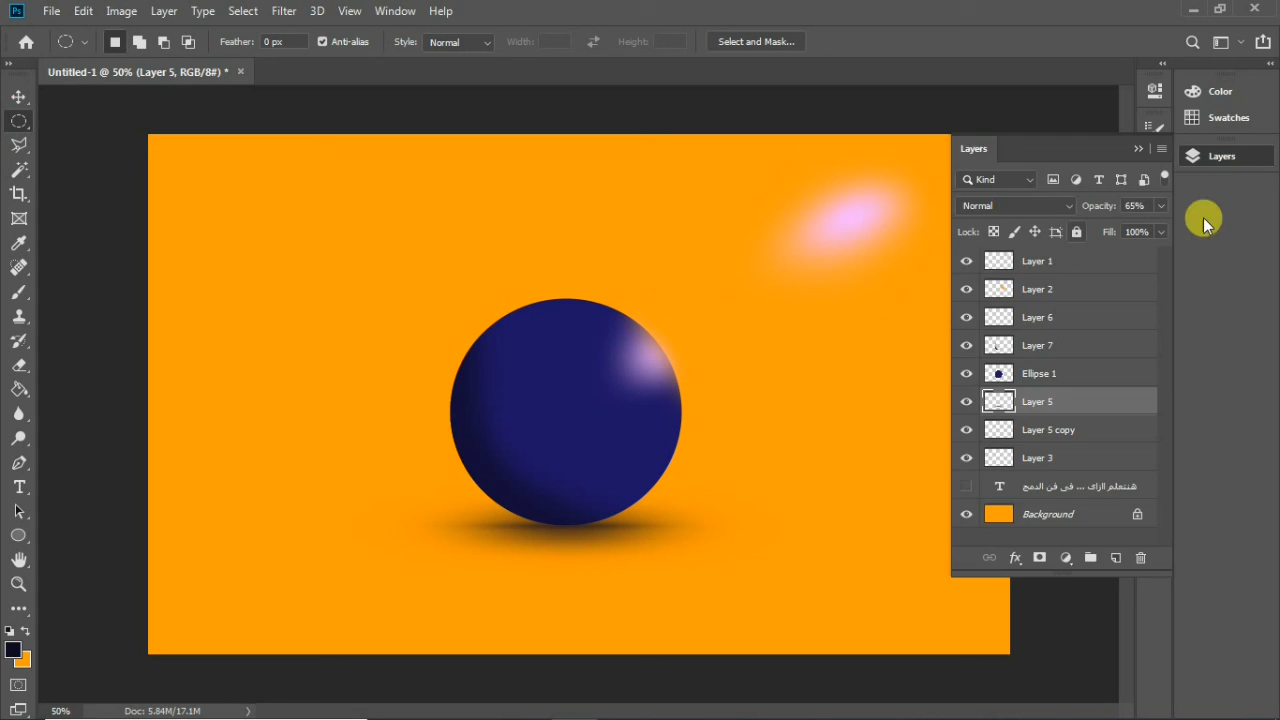 Ps File Edit Image Layer Type Select Filter 3D View Window Help
Feather: 0 px Anti-alias Style: Normal Width: Height: Select and Mask...
Untitled-1 @ 50% (Layer 5, RGB/8#) *
Color
Swatches
Layers
Layers
Kind
Normal Opacity: 65%
Lock: Fill: 100%
Layer 1
Layer 2
Layer 6
Layer 7
Ellipse 1
Layer 5
Layer 5 copy
Layer 3
T هنتعلم اازاى ... فى فن الدمج
Background
fx
50% Doc: 5.84M/17.1M